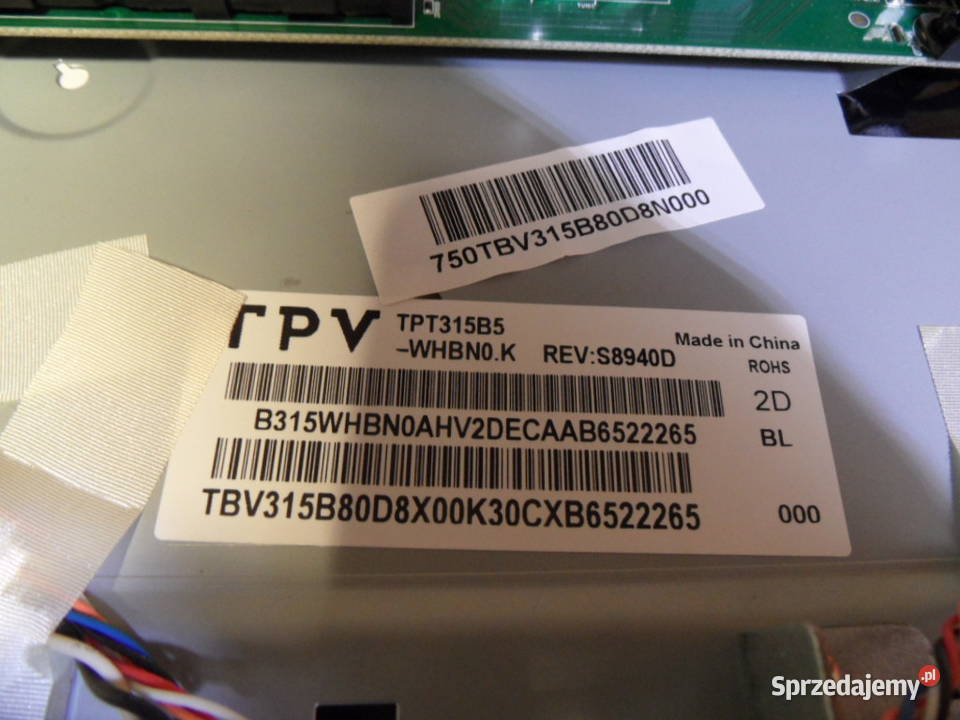 750TBV315B80D8N000
TPV
TPT315B5
-WHBN0.K REV:S8940D
Made in China
ROHS
2D
B315WHBN0AHV2DECAAB6522265
BL
TBV315B80D8X00K30CXB6522265
000
Sprzedajemy.pl